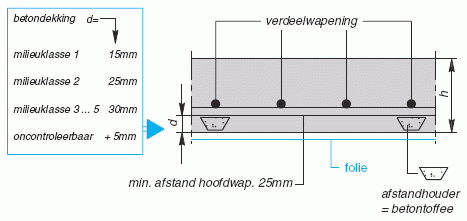 betondekking d=
milieuklasse 1 15mm
milieuklasse 2 25mm
milieuklasse 3 ... 5 30mm
oncontroleerbaar + 5mm
verdeelwapening
h
d
folie
min. afstand hoofdwap. 25mm
afstandhouder
= betontoffee